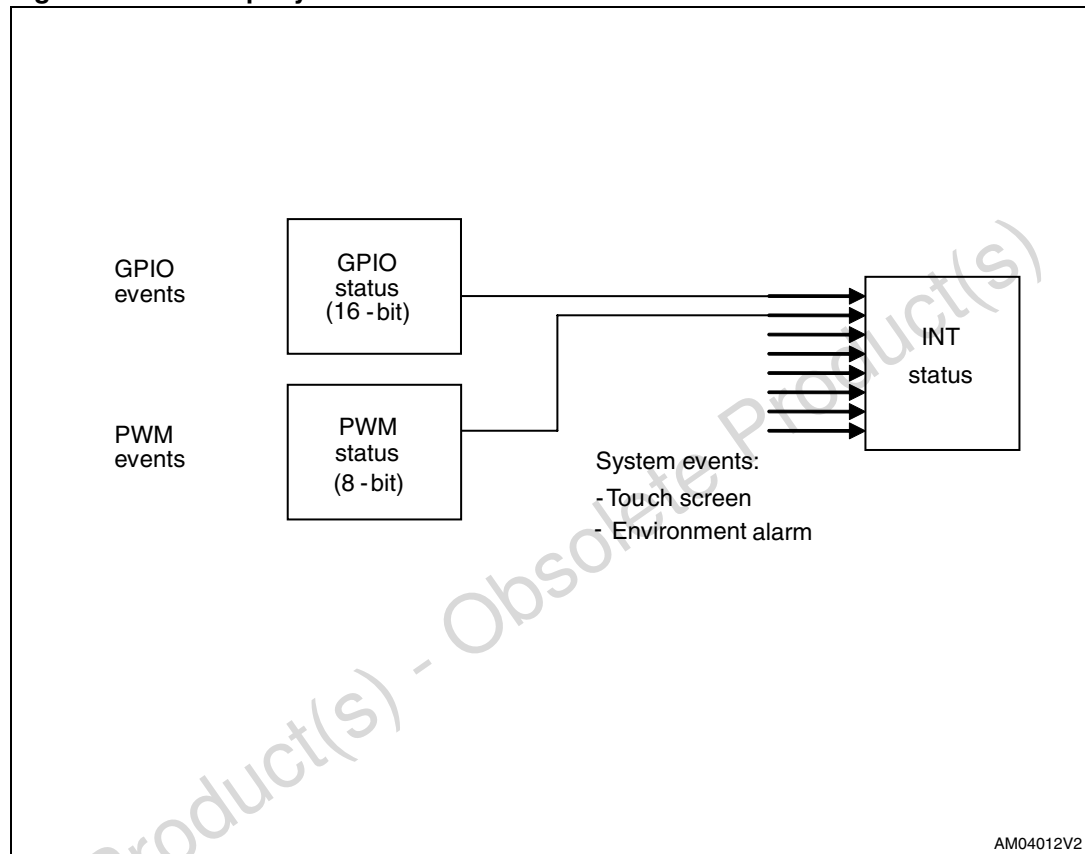 GPIO
events
GPIO
status
(16 - bit)
INT
status
PWM
events
PWM
status
(8 - bit)
System events:
- Touch screen
- Environment alarm
Product(s) - Obsolete Product(s)
AM04012V2